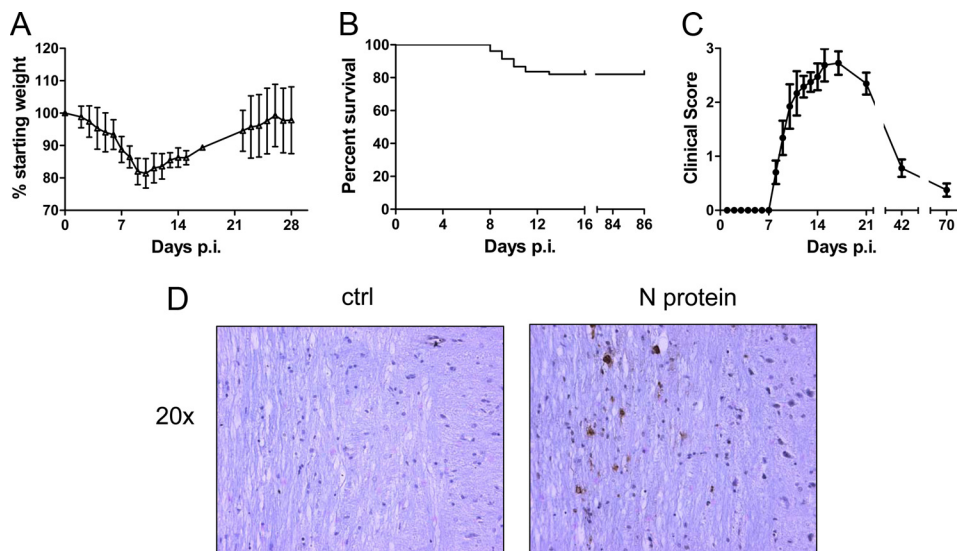 A
% starting weight
120
110
100
90
80
70
0 7 14 21 28
Days p.i.
B
Percent survival
100
80
60
40
20
0
0 4 8 12 16 84 86
Days p.i.
C
Clinical Score
3
2
1
0
0 7 14 21 42 70
Days p.i.
D
ctrl
N protein
20x